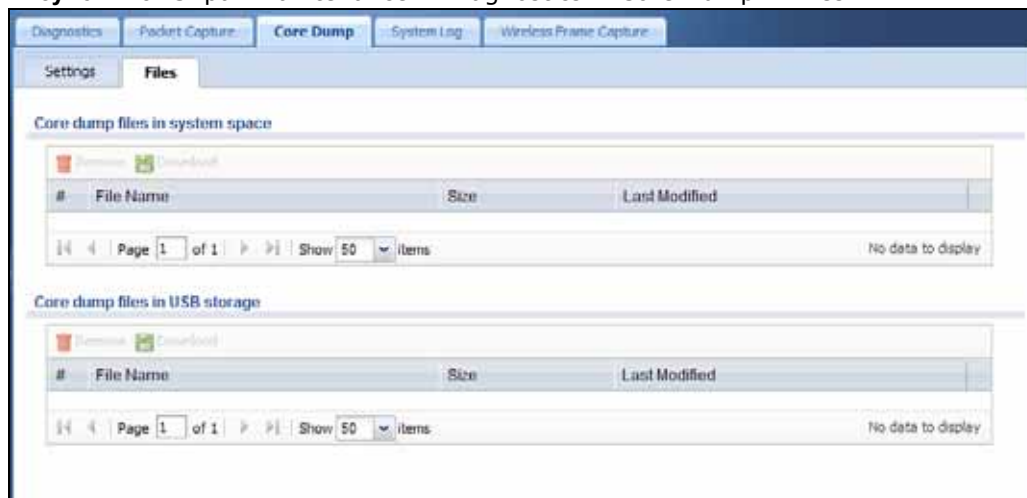 Diagnostics Packet Capture Core Dump System Log Wireless Frame Capture
Settings Files
Core dump files in system space
Remove Download
# File Name Size Last Modified
Page 1 of 1 Show 50 items No data to display
Core dump files in USB storage
Remove Download
# File Name Size Last Modified
Page 1 of 1 Show 50 items No data to display